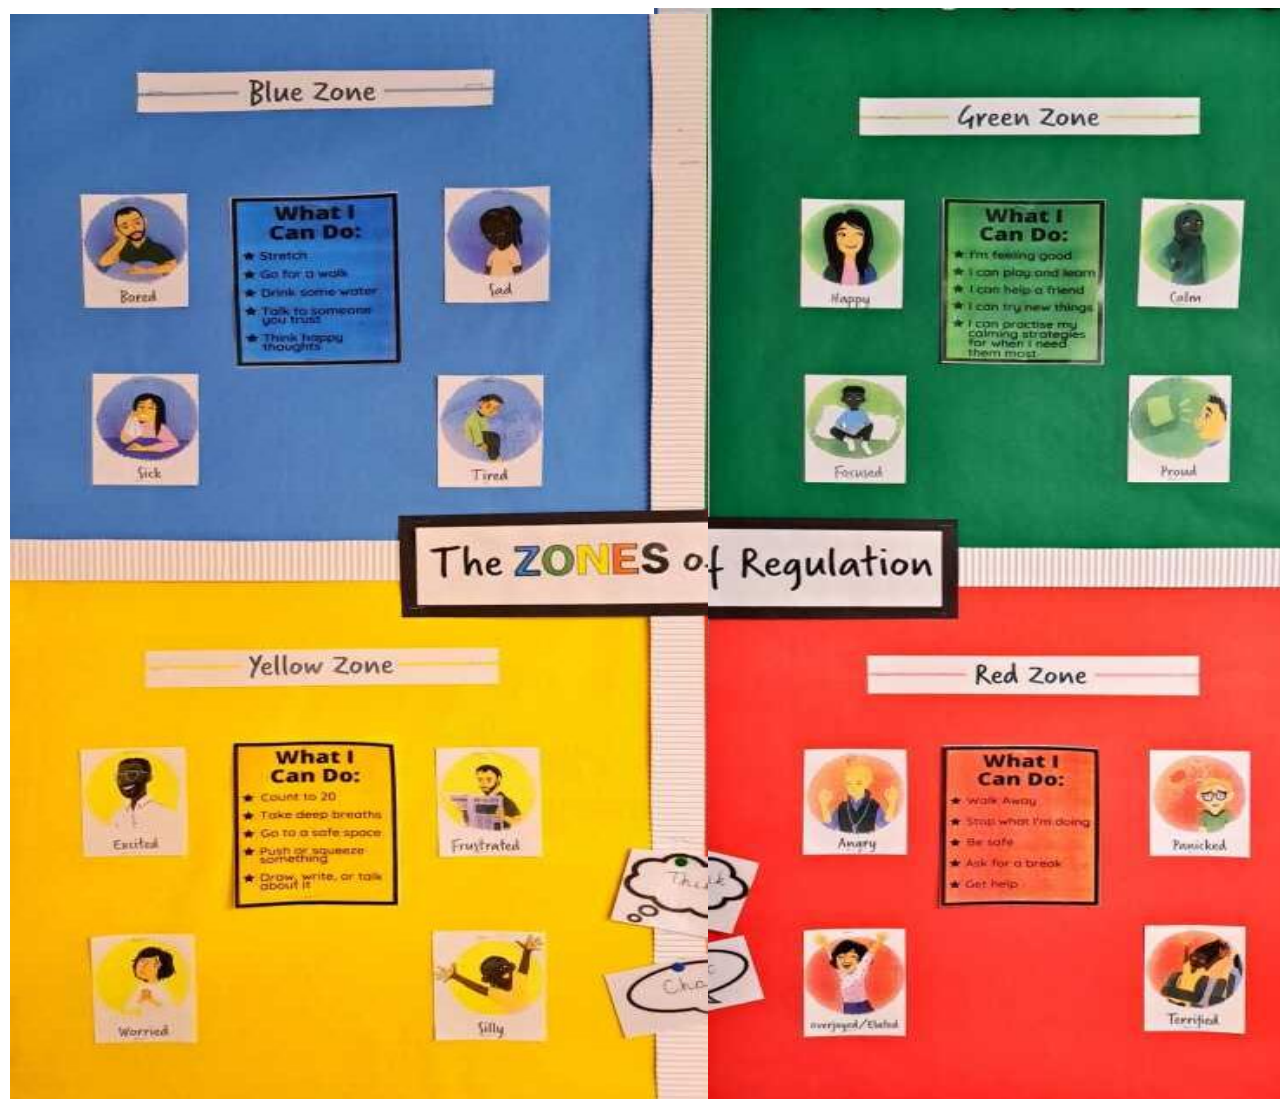 Blue Zone
Bored
What I
Can Do:
★ Stretch
★ Go for a walk
★ Drink some water
★ Talk to someone
you trust
★ Think happy
thoughts
Sad
Sick
Tired
Green Zone
Happy
What I
Can Do:
★ I'm feeling good
★ I can play and learn
★ I can help a friend
★ I can try new things
★ I can practise my
calming strategies
for when I need
them most
Calm
Focused
Proud
The ZONES of Regulation
Yellow Zone
Excited
What I
Can Do:
★ Count to 20
★ Take deep breaths
★ Go to a safe space
★ Push or squeeze
something
★ Draw, write, or talk
about it
Frustrated
Worried
Silly
Red Zone
Angry
What I
Can Do:
★ Walk Away
★ Stop what I'm doing
★ Be safe
★ Ask for a break
★ Get help
Panicked
overjoyed/Elated
Terrified